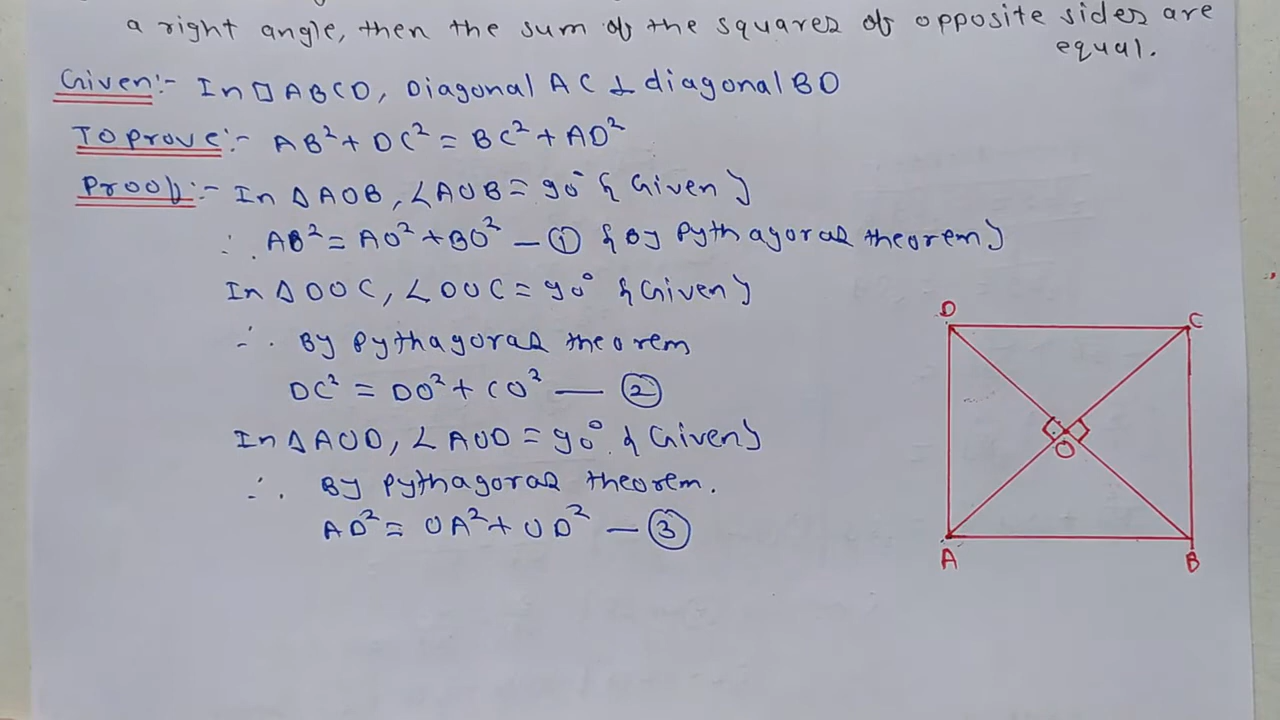 a right angle, then the sum of the squares of opposite sides are
equal.
Given:- In □ ABCD, Diagonal AC ⊥ diagonal BD
To prove:- AB² + DC² = BC² + AD²
Proof:- In △ AOB, ∠AOB = 90° { Given }
∴ AB² = AO² + BO² — ① { By Pythagoras theorem }
In △ DOC, ∠DOC = 90° { Given }
∴ By Pythagoras theorem
DC² = DO² + CO² — ②
In △ AOD, ∠AOD = 90° { Given }
∴ By Pythagoras theorem.
AD² = OA² + OD² — ③
D C
O
A B